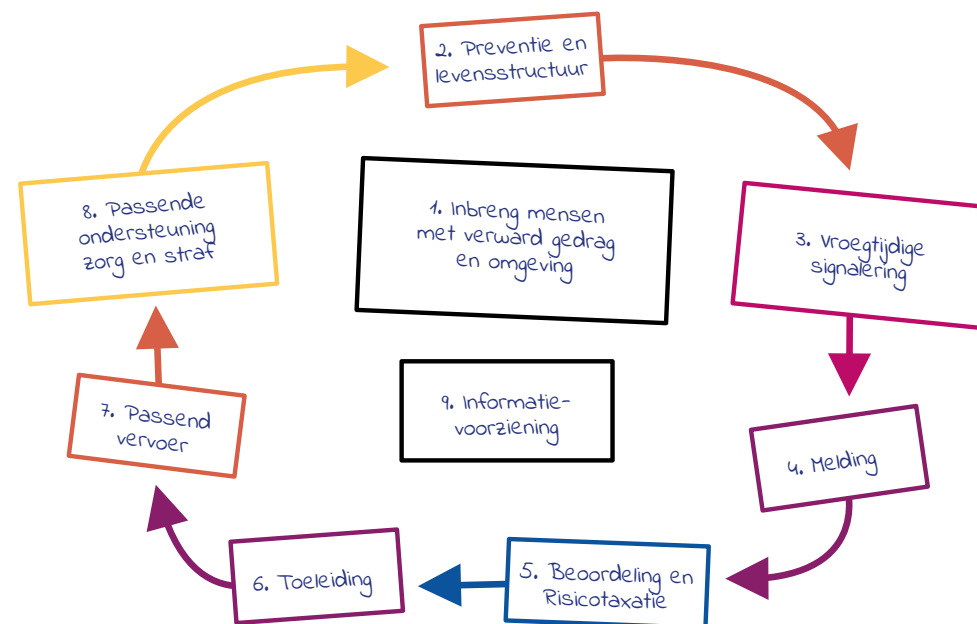 2. Preventie en
levensstructuur
8. Passende
ondersteuning
zorg en straf
1. Inbreng mensen
met verward gedrag
en omgeving
3. Vroegtijdige
signalering
7. Passend
vervoer
9. Informatie-
voorziening
4. Melding
6. Toeleiding
5. Beoordeling en
Risicotaxatie